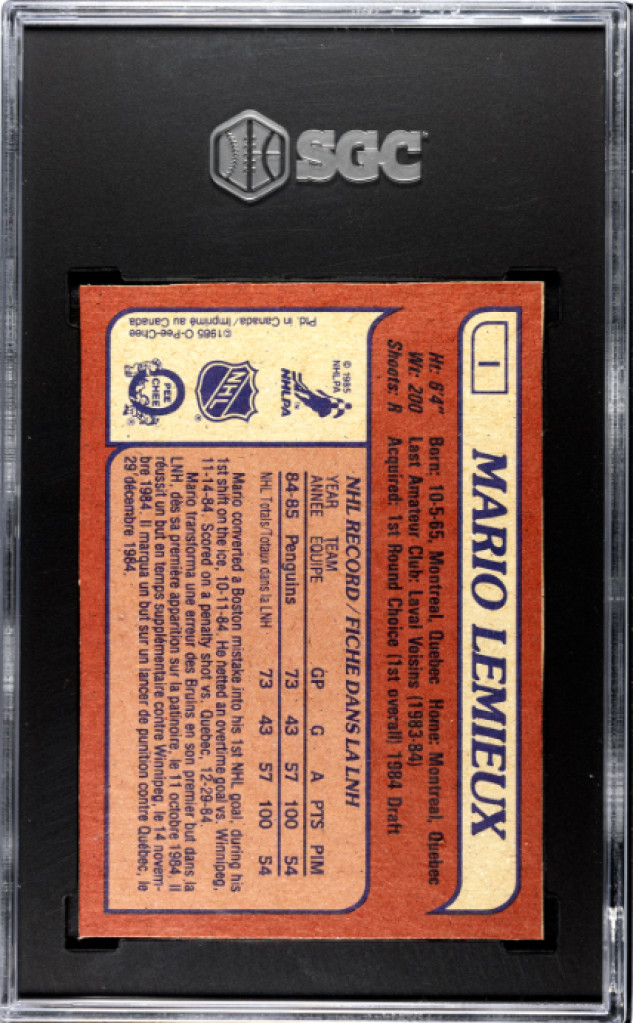 SGC
I
MARIO LEMIEUX
Ht: 6'4" Born: 10-5-65, Montreal, Quebec Home: Montreal, Quebec
Wt: 200 Last Amateur Club: Laval Voisins (1983-84)
Shoots: R Acquired: 1st Round Choice (1st overall) 1984 Draft
© 1985
NHLPA
NHLPA™
NHL
®
O
PEE
CHEE
®
©1985 O-Pee-Chee
Ptd. in Canada/Imprimé au Canada
NHL RECORD / FICHE DANS LA LNH
YEAR TEAM
ANNÉE ÉQUIPE GP G A PTS PIM
84-85 Penguins 73 43 57 100 54
NHL Totals/Totaux dans la LNH 73 43 57 100 54
Mario converted a Boston mistake into his 1st NHL goal, during his
1st shift on the ice, 10-11-84. He netted an overtime goal vs. Winnipeg,
11-14-84. Scored on a penalty shot vs. Quebec, 12-29-84.
Mario transforma une erreur des Bruins en son premier but dans la
LNH, dès sa première apparition sur la patinoire, le 11 octobre 1984. Il
réussit un but en temps supplémentaire contre Winnipeg, le 14 novem-
bre 1984. Il marqua un but sur un lancer de punition contre Québec, le
29 décembre 1984.